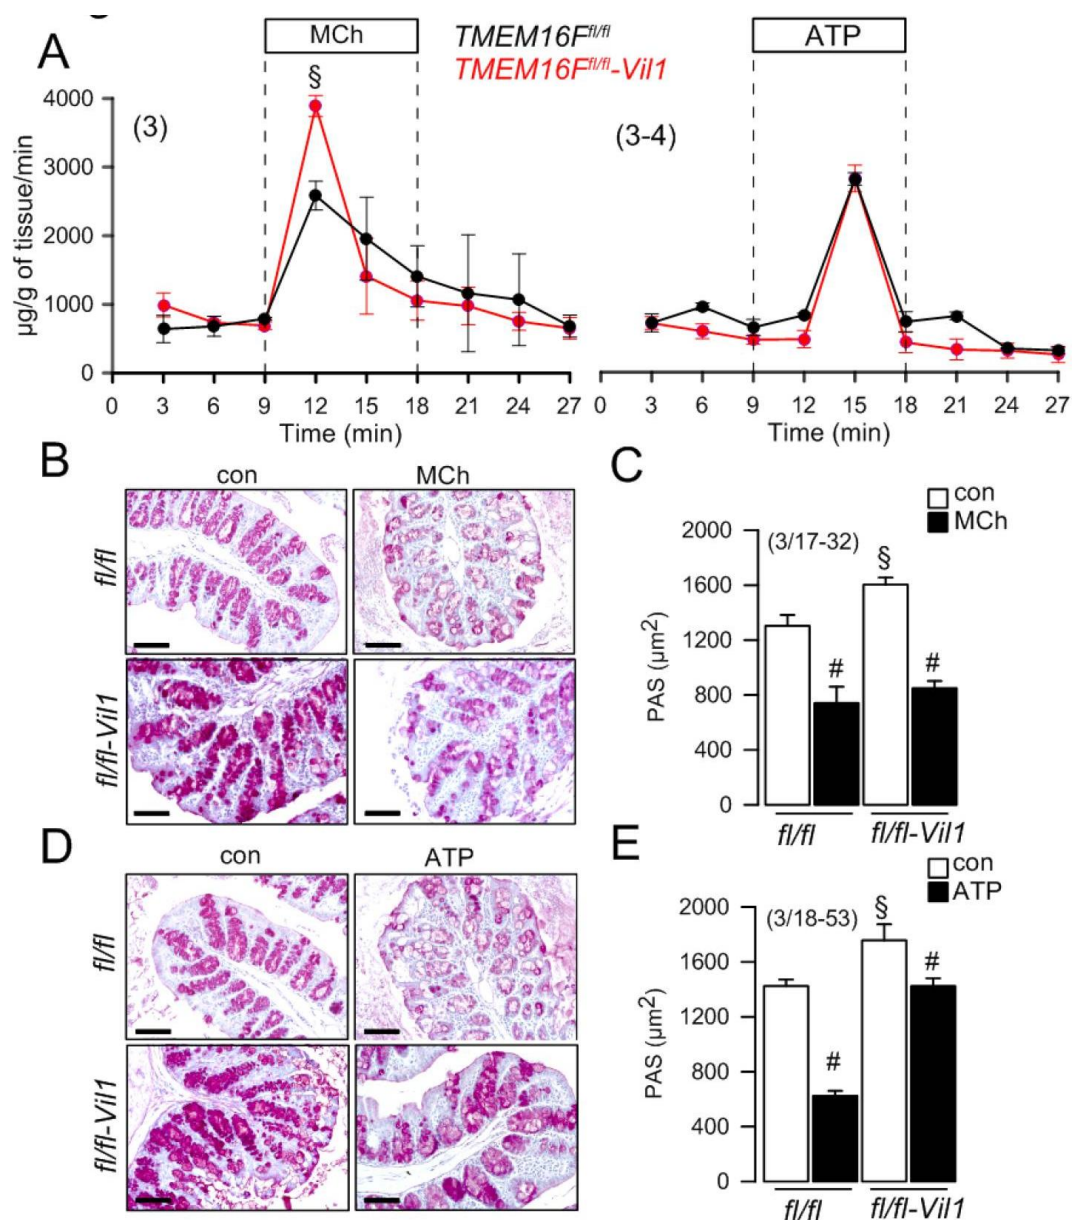 A
MCh
TMEM16Ffl/fl
TMEM16Ffl/fl-Vil1
ATP
§
(3)
(3-4)
µg/g of tissue/min
4000
3000
2000
1000
0
0 3 6 9 12 15 18 21 24 27
Time (min)
0 3 6 9 12 15 18 21 24 27
Time (min)
B
con
MCh
fl/fl
fl/fl-Vil1
C
con
MCh
(3/17-32)
PAS (µm2)
2000
1600
1200
800
400
0
§
#
#
fl/fl
fl/fl-Vil1
D
con
ATP
fl/fl
fl/fl-Vil1
E
con
ATP
(3/18-53)
PAS (µm2)
2000
1600
1200
800
400
0
§
#
#
fl/fl
fl/fl-Vil1